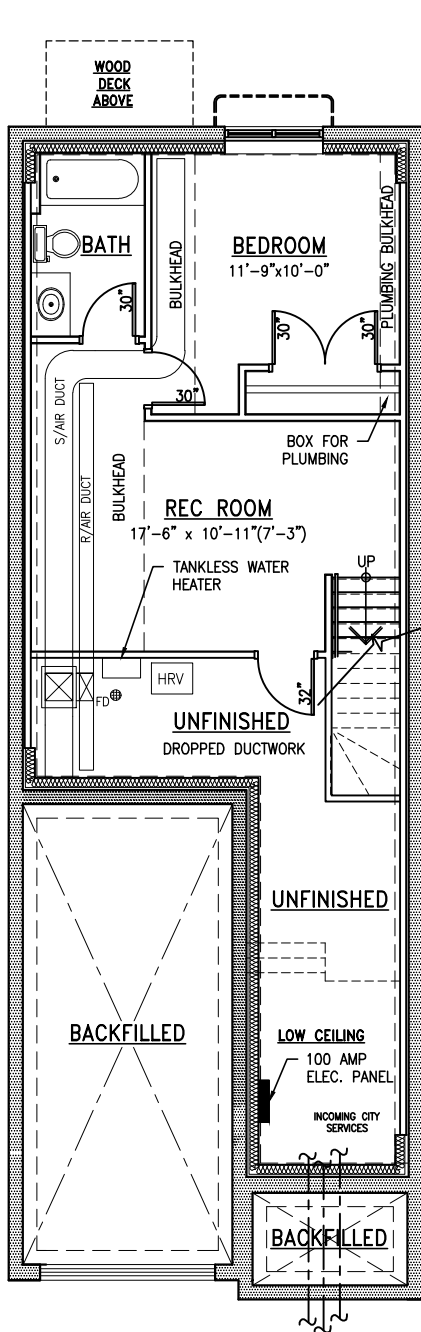 WOOD
DECK
ABOVE
BATH
30"
BULKHEAD
BEDROOM
11'-9"x10'-0"
PLUMBING BULKHEAD
30"
30"
30"
BOX FOR
PLUMBING
S/AIR DUCT
R/AIR DUCT
BULKHEAD
REC ROOM
17'-6" x 10'-11"(7'-3")
TANKLESS WATER
HEATER
UP
HRV
FD
32"
UNFINISHED
DROPPED DUCTWORK
UNFINISHED
BACKFILLED
LOW CEILING
100 AMP
ELEC. PANEL
INCOMING CITY
SERVICES
BACKFILLED